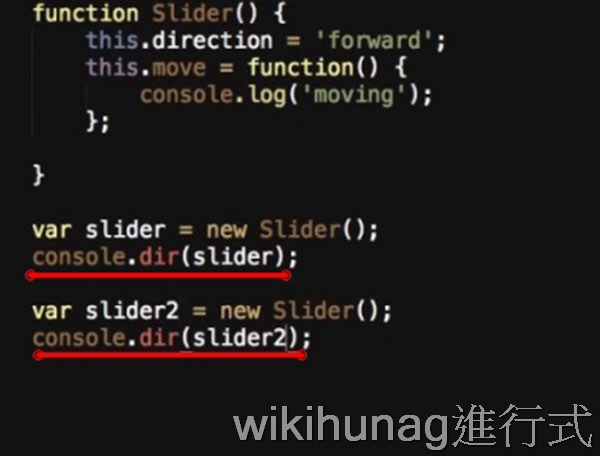 function Slider() {
    this.direction = 'forward';
    this.move = function() {
        console.log('moving');
    };

}

var slider = new Slider();
console.dir(slider);

var slider2 = new Slider();
console.dir(slider2);
wikihunag進行式